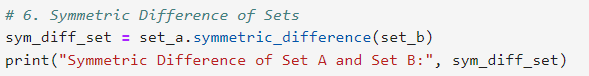 # 6. Symmetric Difference of Sets
sym_diff_set = set_a.symmetric_difference(set_b)
print("Symmetric Difference of Set A and Set B:", sym_diff_set)